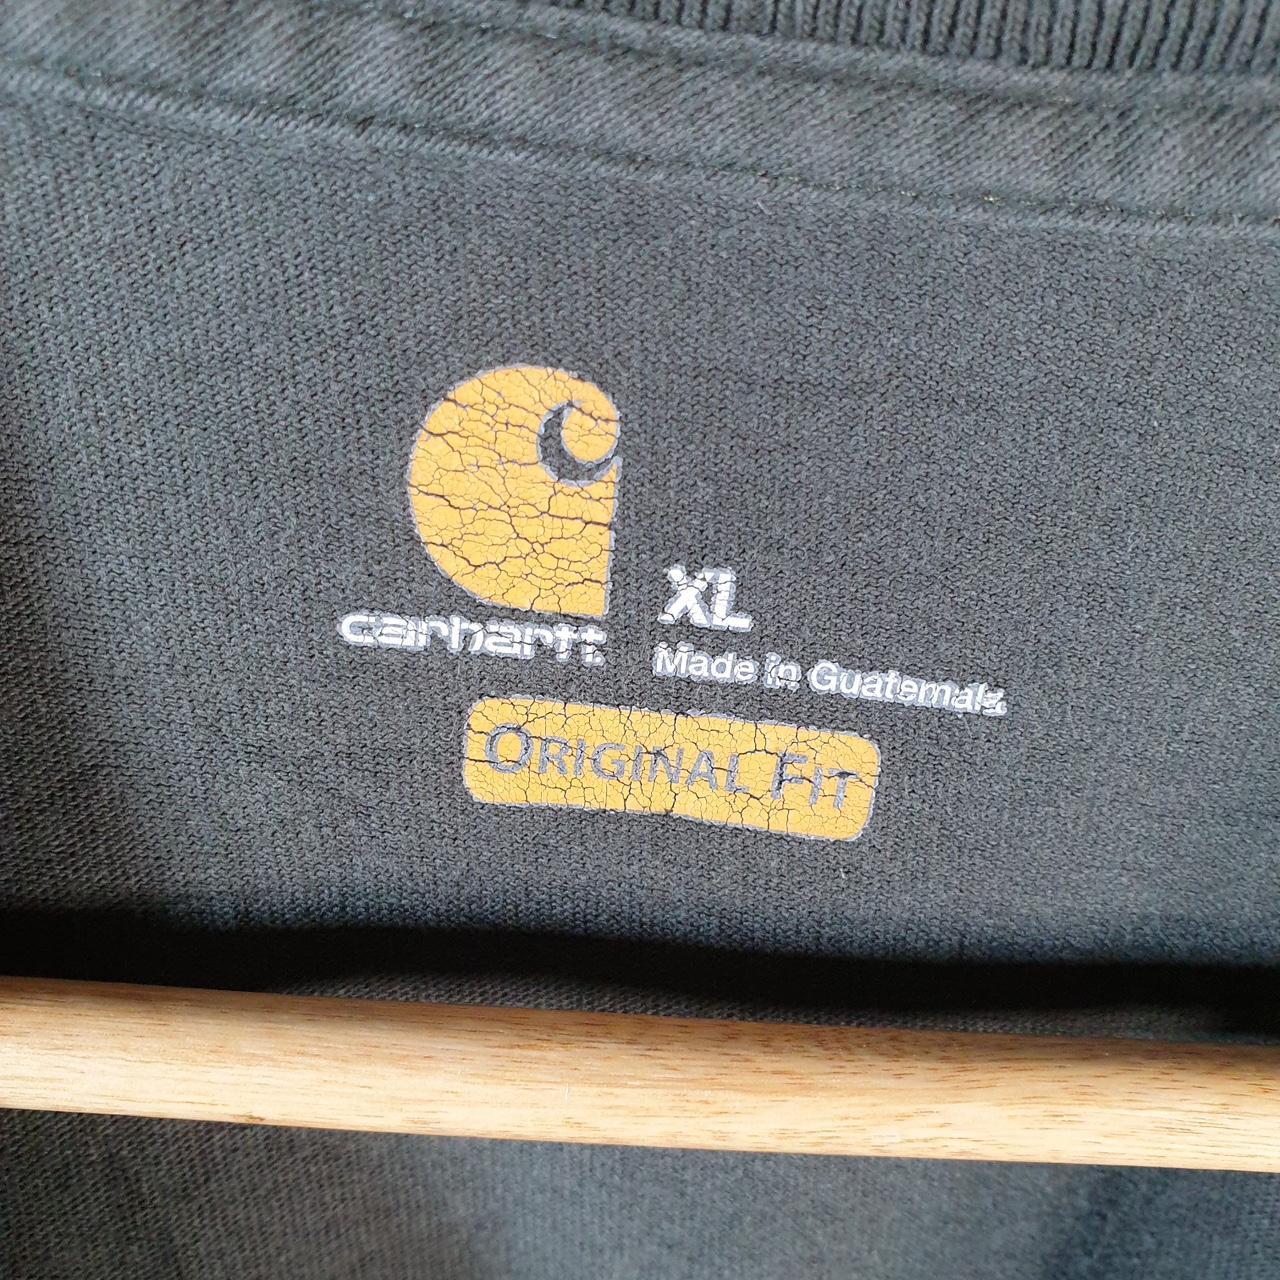 carhartt
XL
Made in Guatemala
ORIGINAL FIT